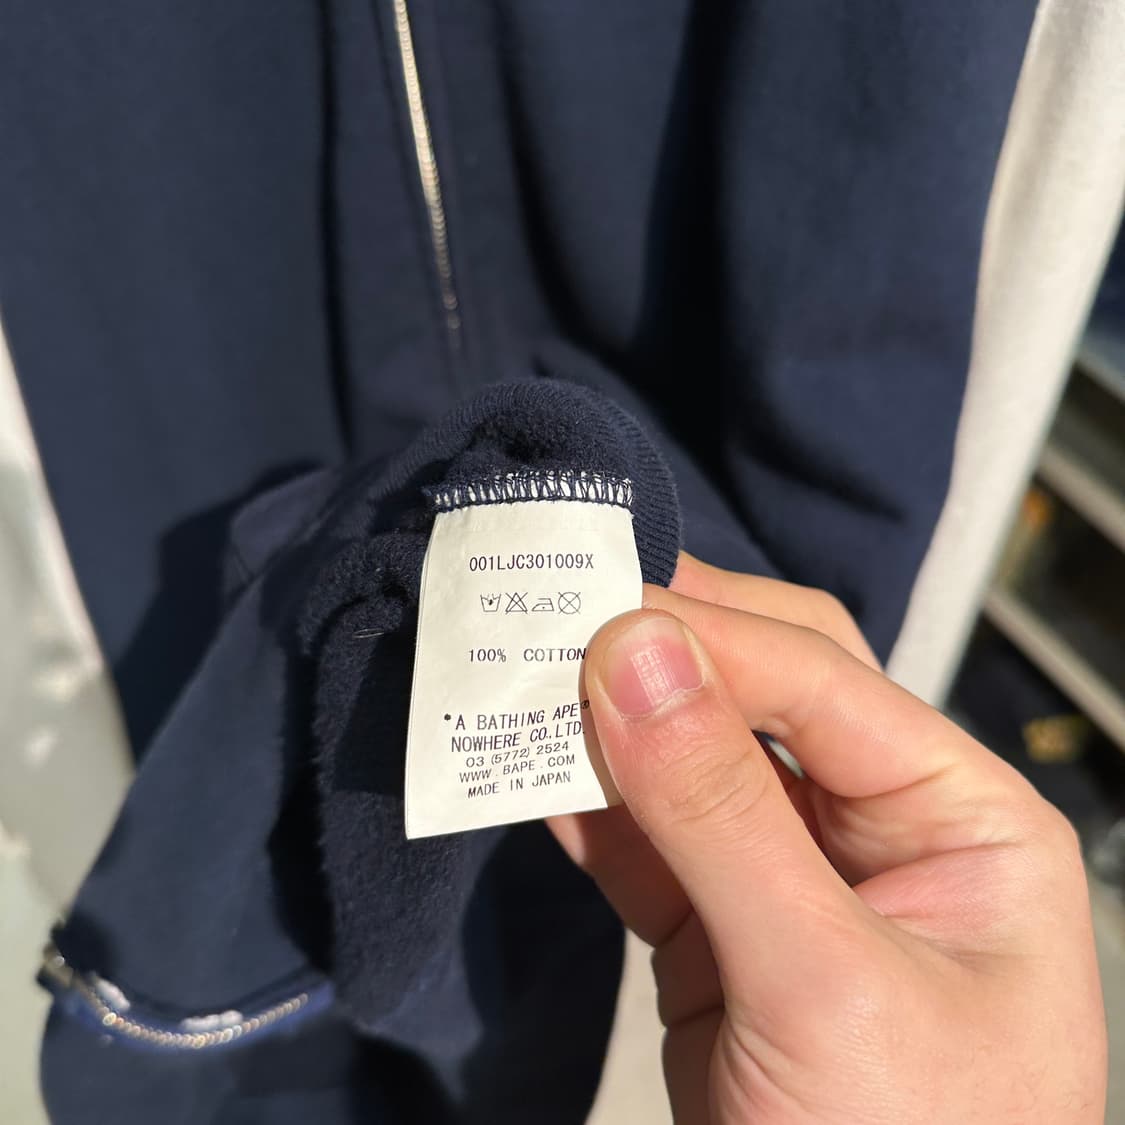 001LJC301009X
100% COTTON
*A BATHING APE®
NOWHERE CO.,LTD.
03 (5772) 2524
WWW.BAPE.COM
MADE IN JAPAN